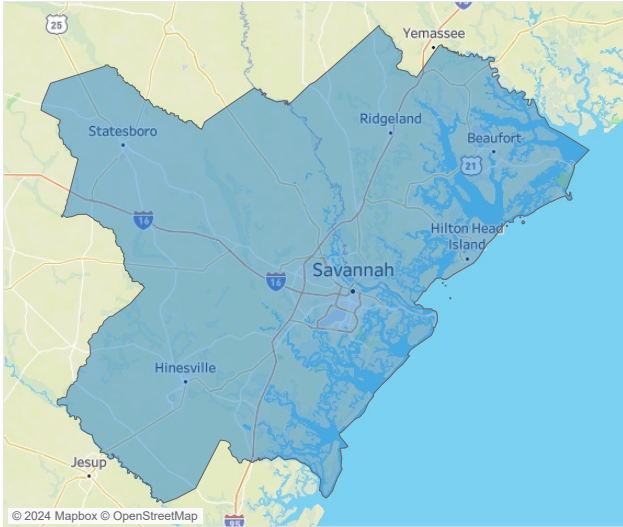 25
Yemassee
Ridgeland
Statesboro
Beaufort
21
16
Hilton Head
Island
Savannah
16
Hinesville
Jesup
95
© 2024 Mapbox © OpenStreetMap